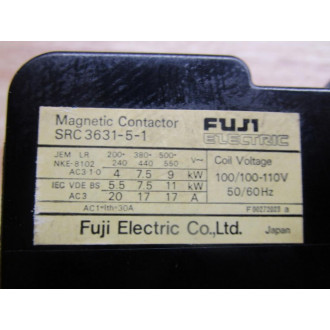 Magnetic Contactor
SRC 3631-5-1
FUJI
ELECTRIC
JEM LR 200- 380- 500- V~
NKE-8102 240 440 550
AC3 1·0 4 7.5 9 kW
IEC VDE BS 5.5 7.5 11 kW
AC3 20 17 17 A
AC1-Ith-30A
Coil Voltage
100/100-110V
50/60Hz
Fuji Electric Co.,Ltd.
Japan